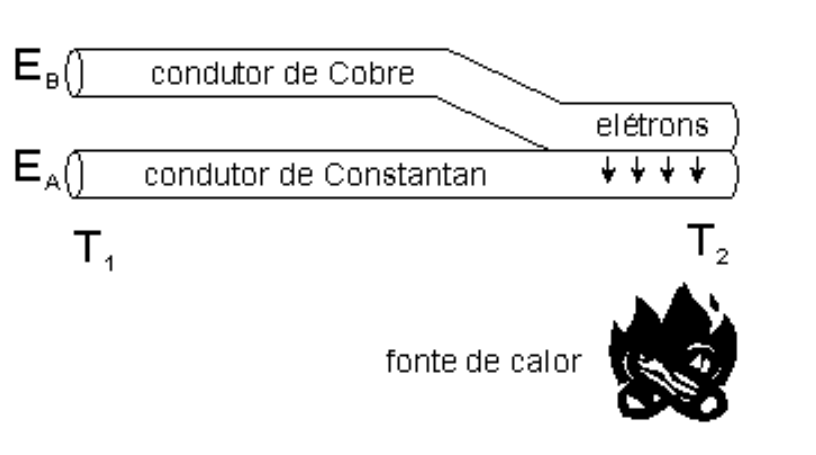 E_B condutor de Cobre
elétrons
E_A condutor de Constantan
T_1
T_2
fonte de calor